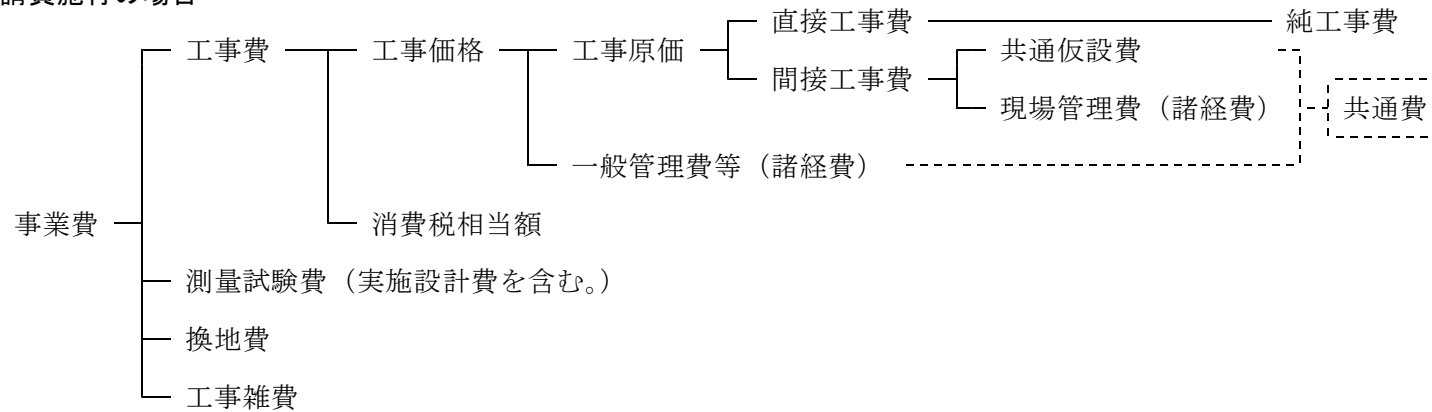 請負施行の場合
直接工事費 純工事費
事業費 工事費 工事価格 工事原価
間接工事費 共通仮設費
現場管理費（諸経費） 共通費
一般管理費等（諸経費）
消費税相当額
測量試験費（実施設計費を含む。）
換地費
工事雑費